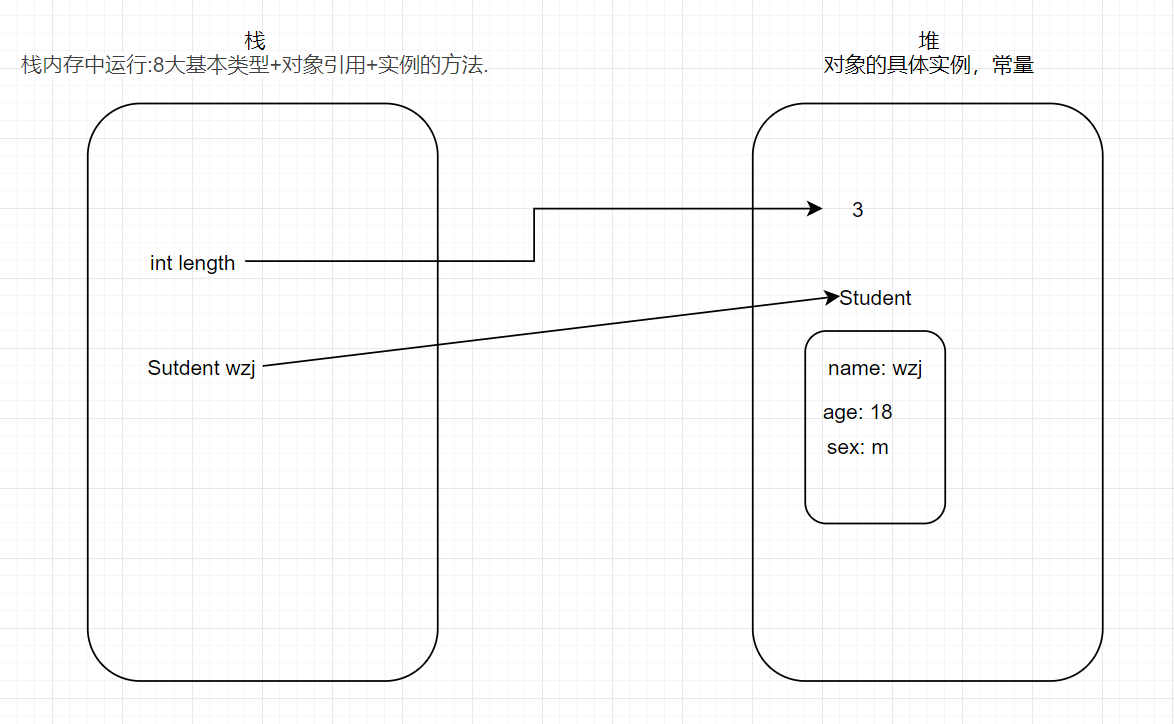 栈
栈内存中运行:8大基本类型+对象引用+实例的方法.
int length
Sutdent wzj
堆
对象的具体实例，常量
3
Student
name: wzj
age: 18
sex: m